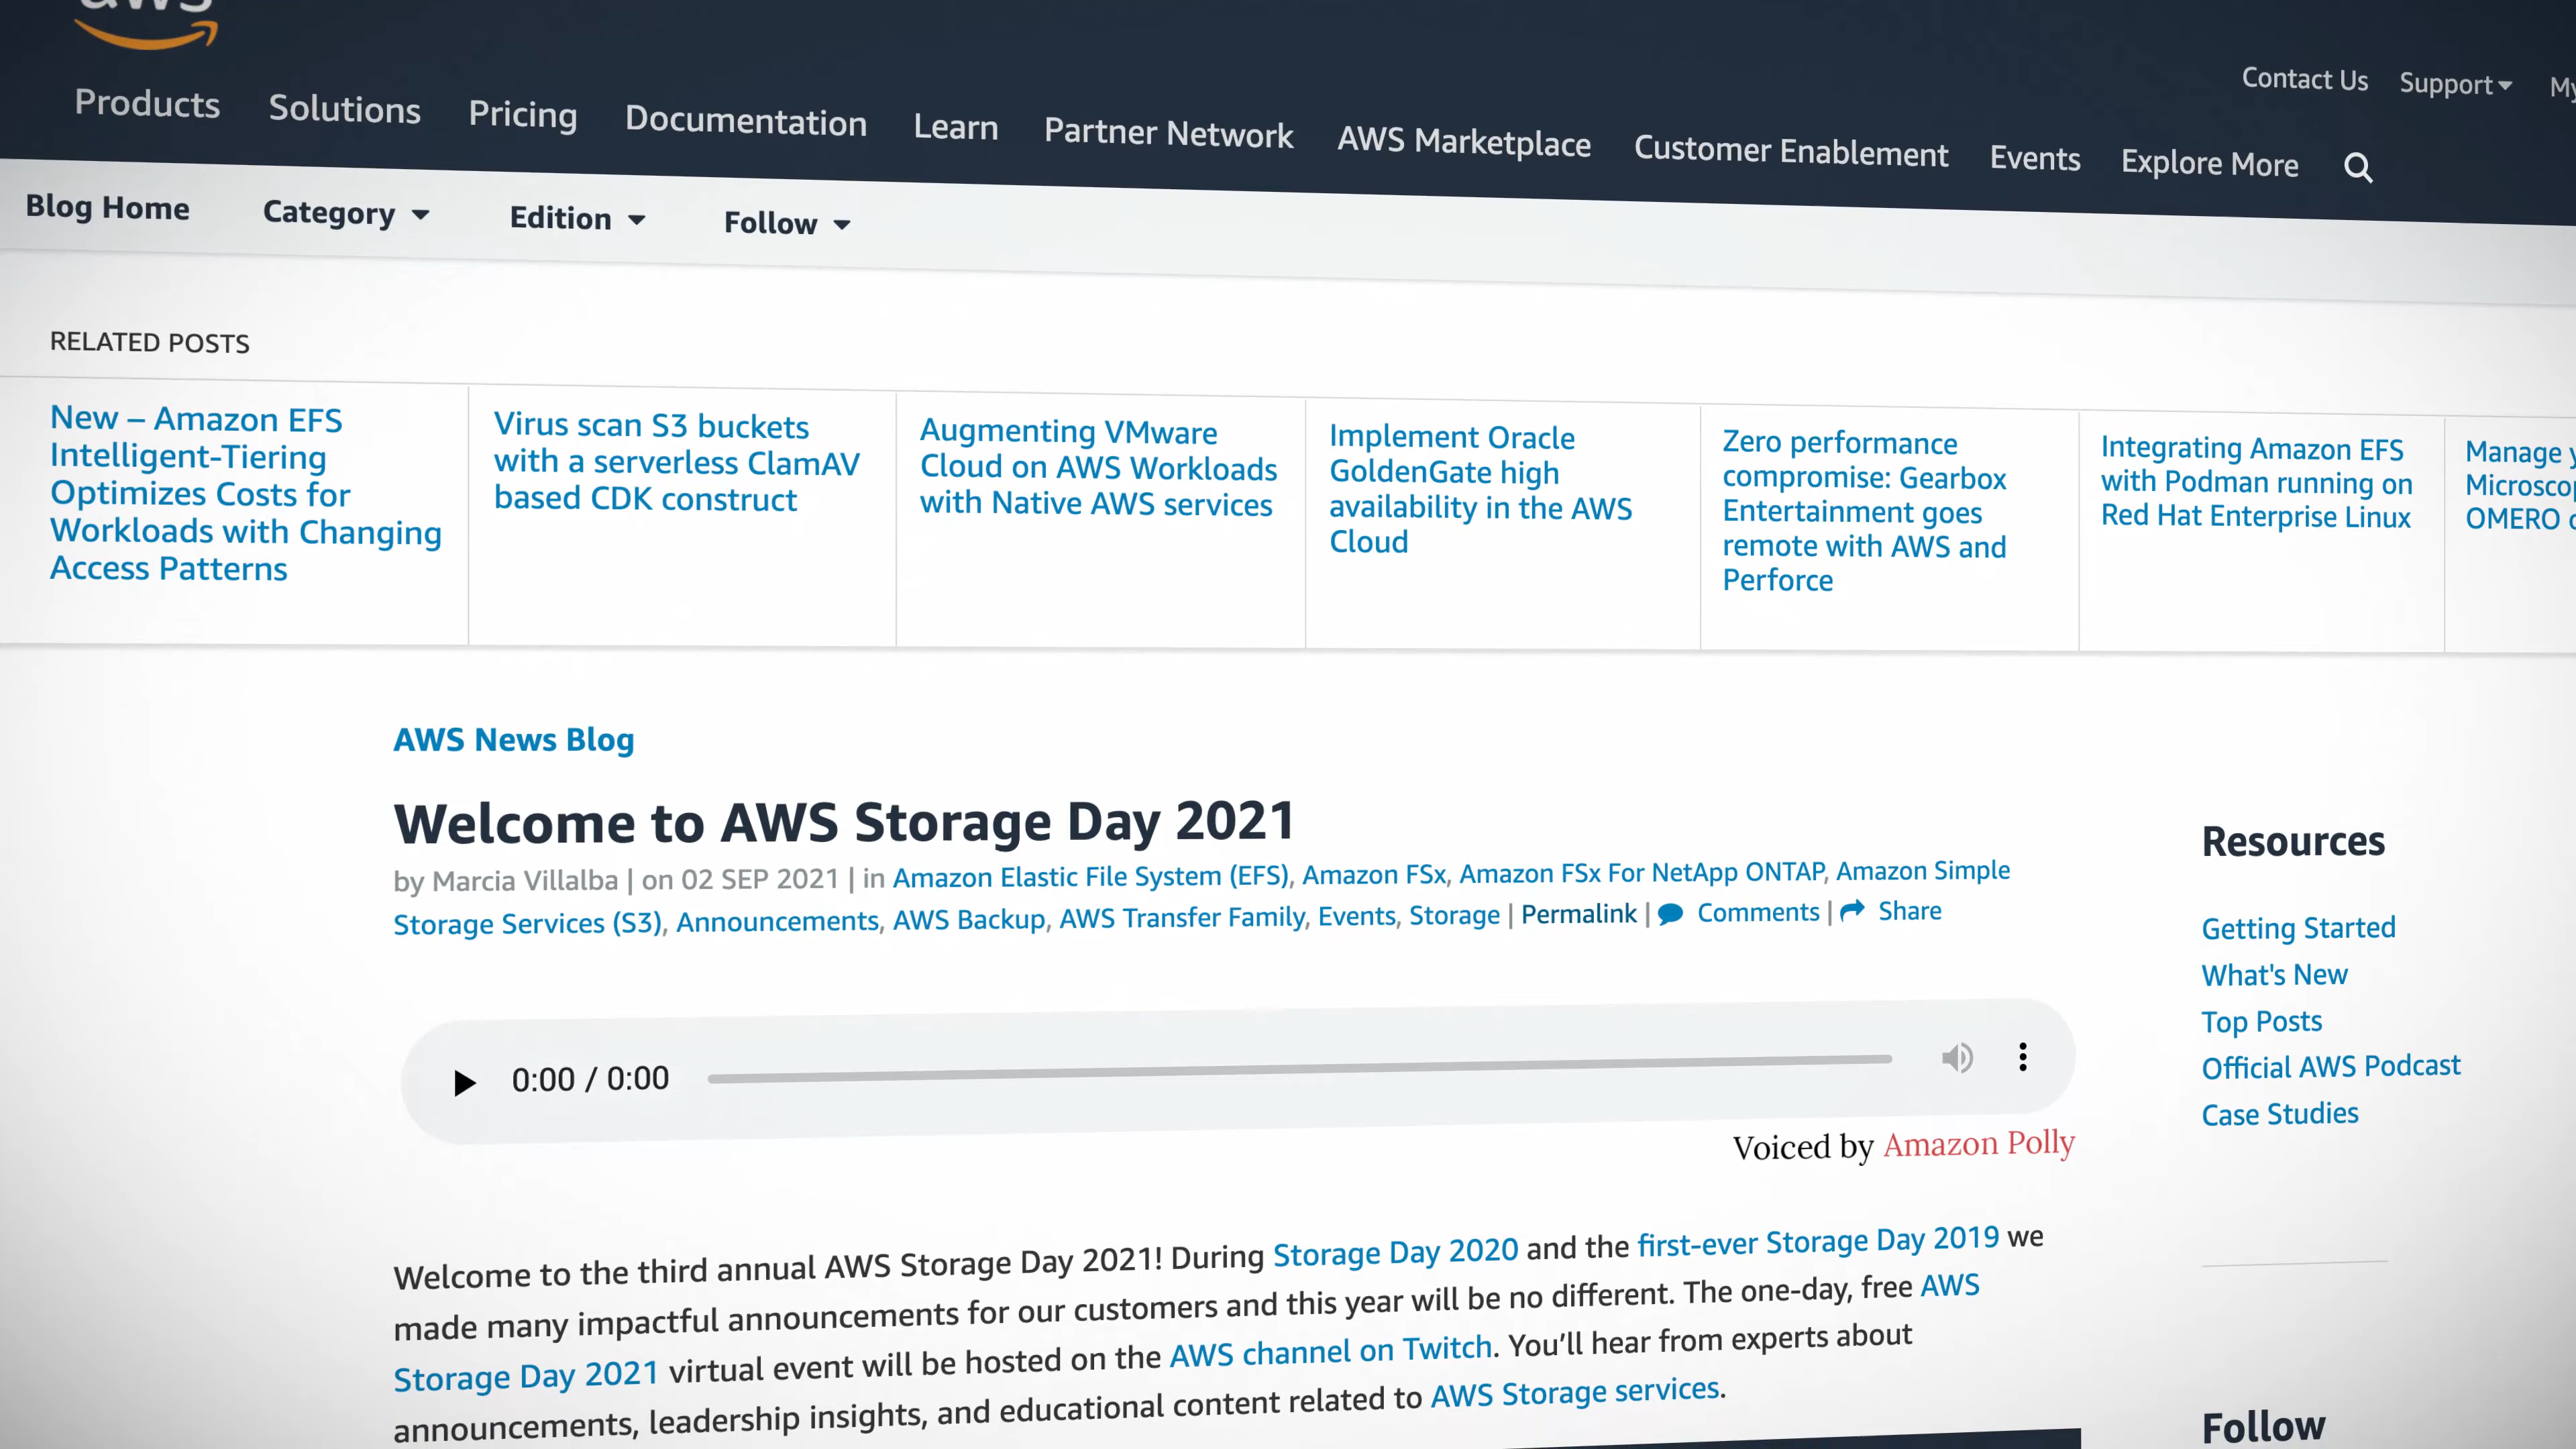 aws
Contact Us Support My
Products Solutions Pricing Documentation Learn Partner Network AWS Marketplace Customer Enablement Events Explore More
Blog Home Category Edition Follow
RELATED POSTS
New – Amazon EFS
Intelligent-Tiering
Optimizes Costs for
Workloads with Changing
Access Patterns
Virus scan S3 buckets
with a serverless ClamAV
based CDK construct
Augmenting VMware
Cloud on AWS Workloads
with Native AWS services
Implement Oracle
GoldenGate high
availability in the AWS
Cloud
Zero performance
compromise: Gearbox
Entertainment goes
remote with AWS and
Perforce
Integrating Amazon EFS
with Podman running on
Red Hat Enterprise Linux
Manage
OMERO
AWS News Blog
Welcome to AWS Storage Day 2021
by Marcia Villalba | on 02 SEP 2021 | in Amazon Elastic File System (EFS), Amazon FSx, Amazon FSx For NetApp ONTAP, Amazon Simple
Storage Services (S3), Announcements, AWS Backup, AWS Transfer Family, Events, Storage | Permalink | Comments | Share
0:00 / 0:00
Voiced by Amazon Polly
Welcome to the third annual AWS Storage Day 2021! During Storage Day 2020 and the first-ever Storage Day 2019 we
made many impactful announcements for our customers and this year will be no different. The one-day, free AWS
Storage Day 2021 virtual event will be hosted on the AWS channel on Twitch. You'll hear from experts about
announcements, leadership insights, and educational content related to AWS Storage services.
Resources
Getting Started
What's New
Top Posts
Official AWS Podcast
Case Studies
Follow